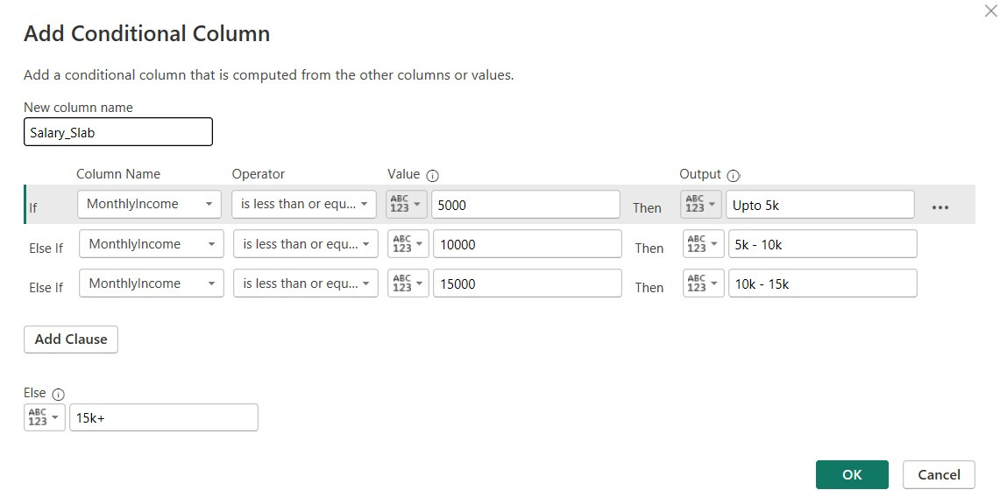 Add Conditional Column
Add a conditional column that is computed from the other columns or values.
New column name
Salary_Slab
Column Name Operator Value Output
If MonthlyIncome is less than or equ... ABC 123 5000 Then ABC 123 Upto 5k ...
Else If MonthlyIncome is less than or equ... ABC 123 10000 Then ABC 123 5k - 10k
Else If MonthlyIncome is less than or equ... ABC 123 15000 Then ABC 123 10k - 15k
Add Clause
Else
ABC 123 15k+
OK Cancel